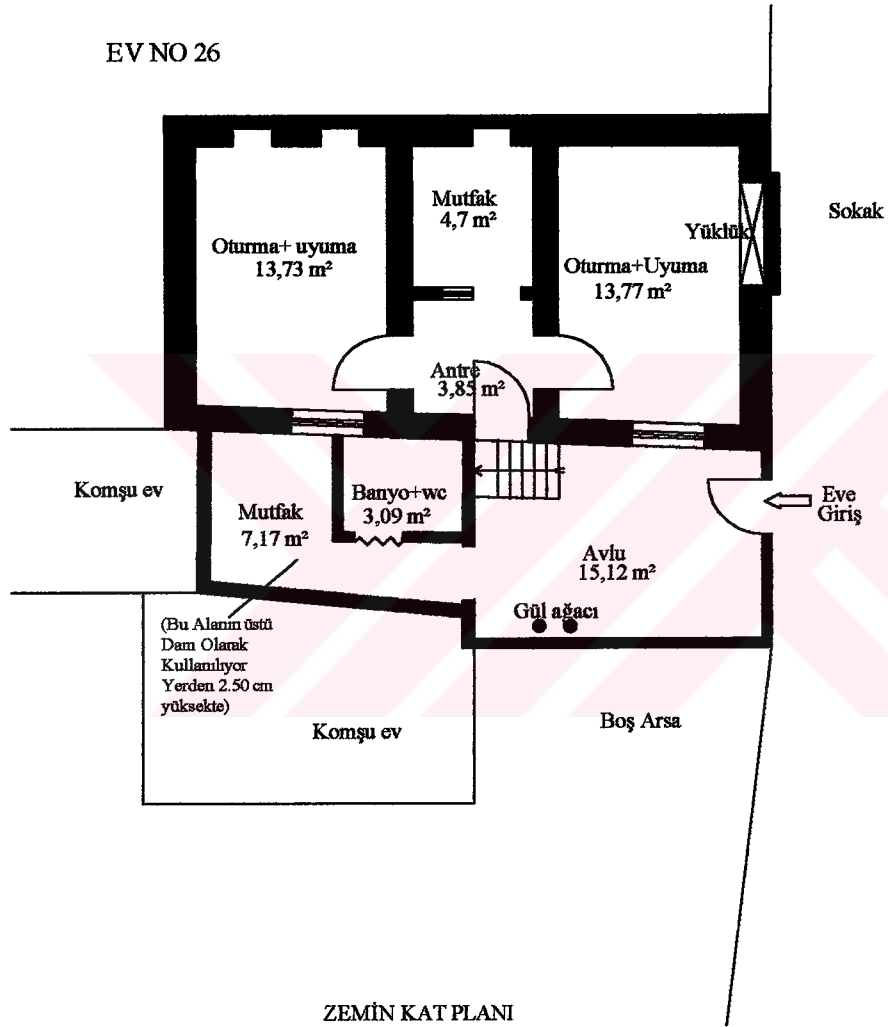 EV NO 26
Mutfak
4,7 m²
Sokak
Yüklük
Oturma+ uyuma
13,73 m²
Oturma+Uyuma
13,77 m²
Antre
3,85 m²
Komşu ev
Banyo+wc
3,09 m²
Mutfak
7,17 m²
Eve
Giriş
Avlu
15,12 m²
Gül ağacı
(Bu Alanın üstü
Dam Olarak
Kullanılıyor
Yerden 2.50 cm
yüksekte)
Komşu ev
Boş Arsa
ZEMİN KAT PLANI